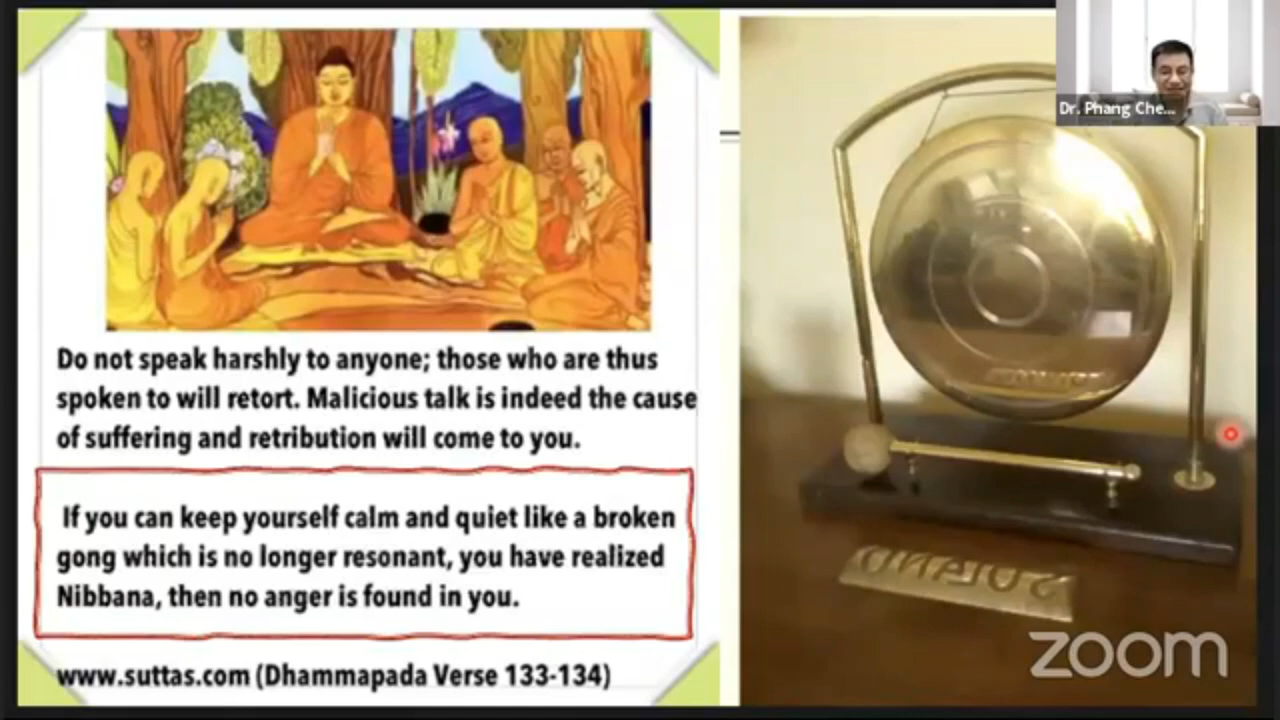 Do not speak harshly to anyone; those who are thus
spoken to will retort. Malicious talk is indeed the cause
of suffering and retribution will come to you.
If you can keep yourself calm and quiet like a broken
gong which is no longer resonant, you have realized
Nibbana, then no anger is found in you.
www.suttas.com (Dhammapada Verse 133-134)
Dr. Phang Che...
zoom